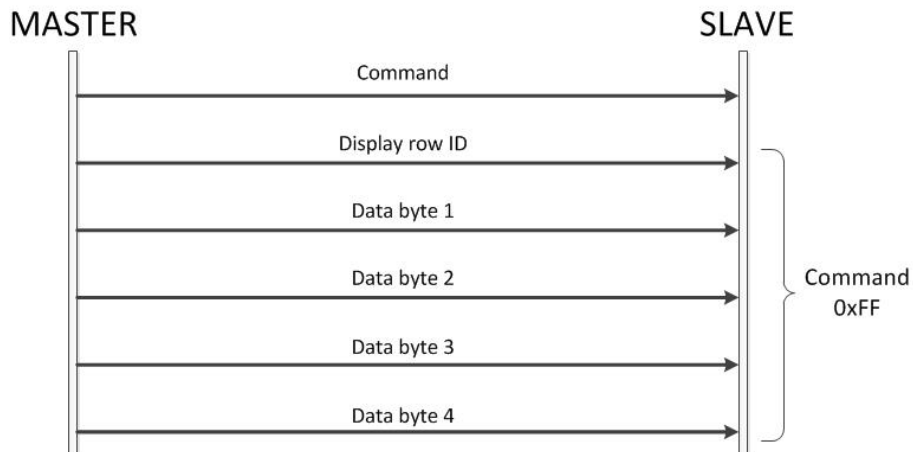 MASTER
SLAVE
Command
Display row ID
Data byte 1
Data byte 2
Data byte 3
Data byte 4
Command
0xFF